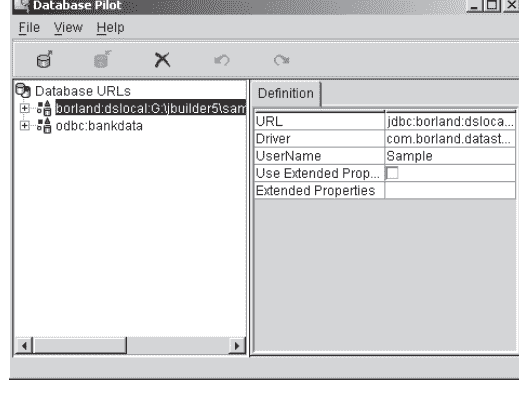 Database Pilot
File View Help
Database URLs
borland:dslocal:G:\jbuilder5\sam
odbc:bankdata
Definition
URL jdbc:borland:dsloca...
Driver com.borland.datast...
UserName Sample
Use Extended Prop...
Extended Properties